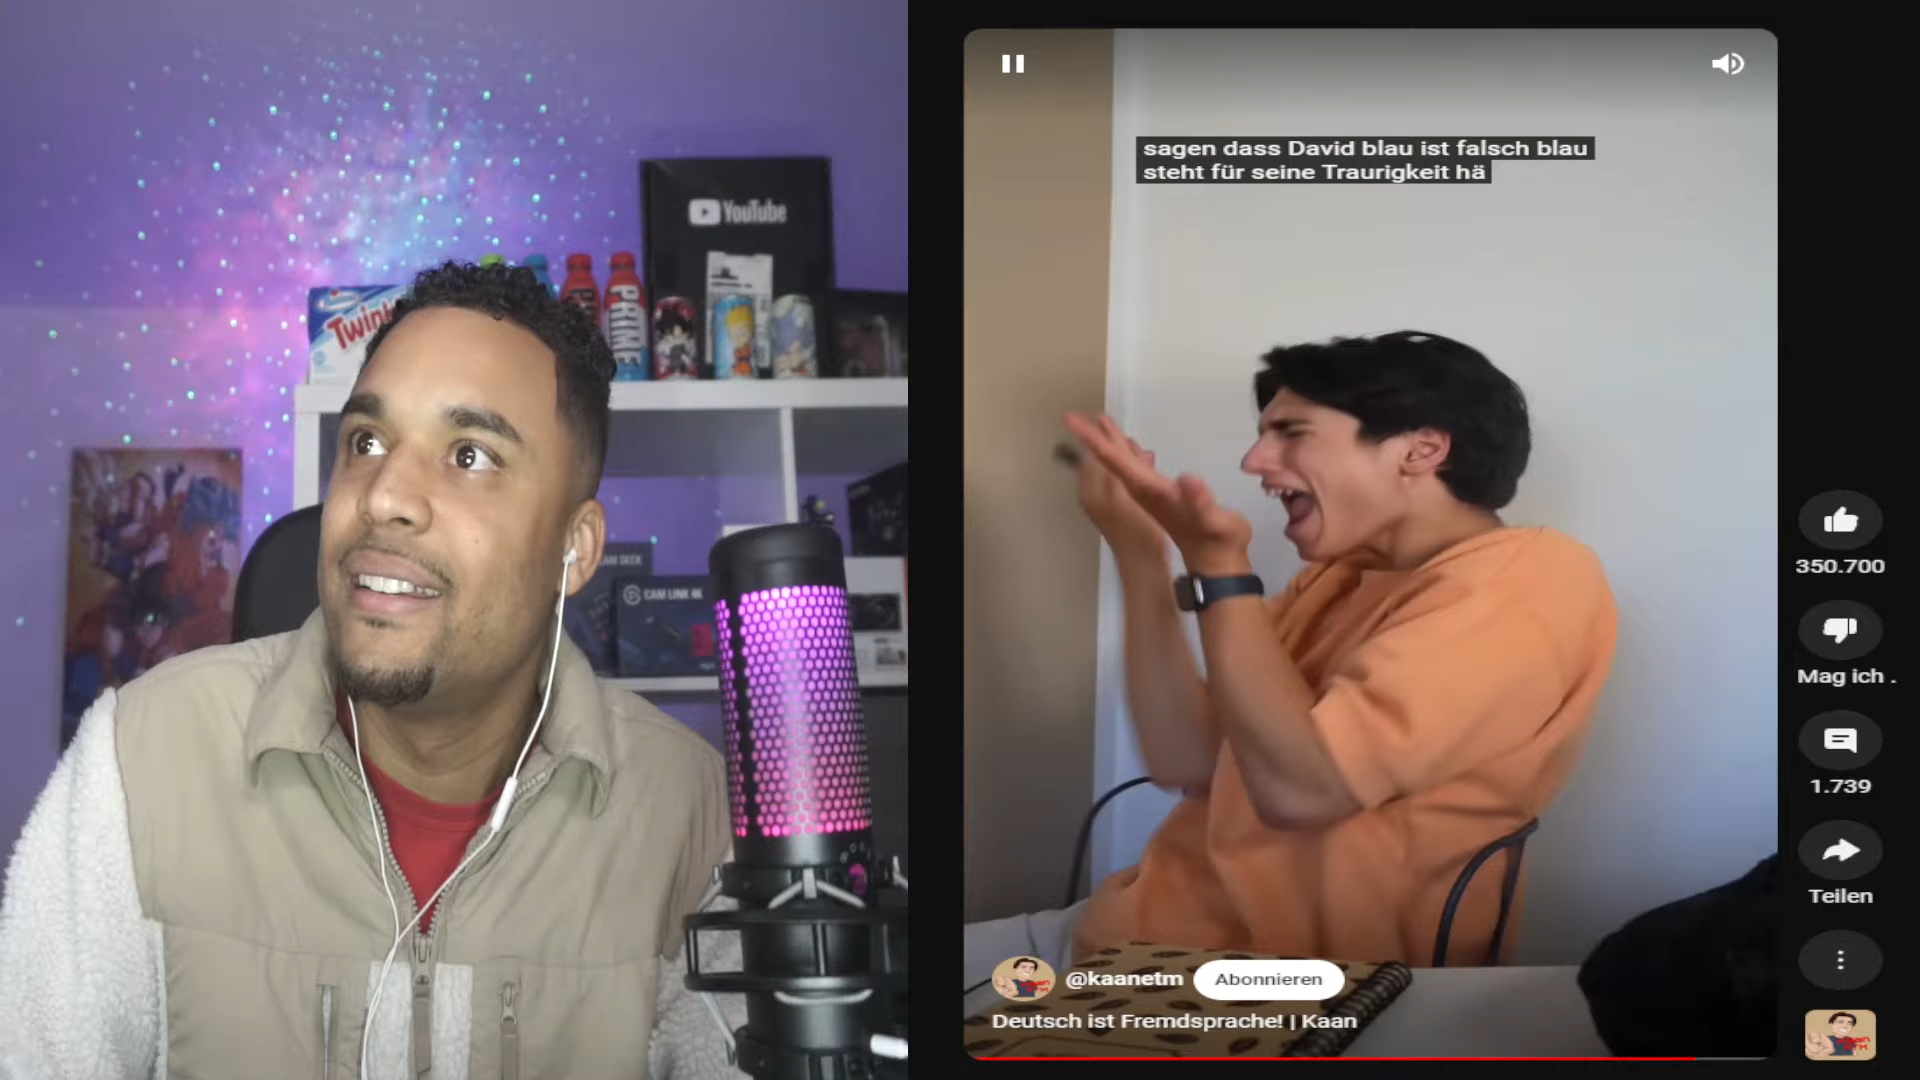 YouTube
Twink
PRIME
CAM LINK 4K
sagen dass David blau ist falsch blau
steht für seine Traurigkeit hä
350.700
Mag ich .
1.739
Teilen
@kaanetm
Abonnieren
Deutsch ist Fremdsprache! | Kaan